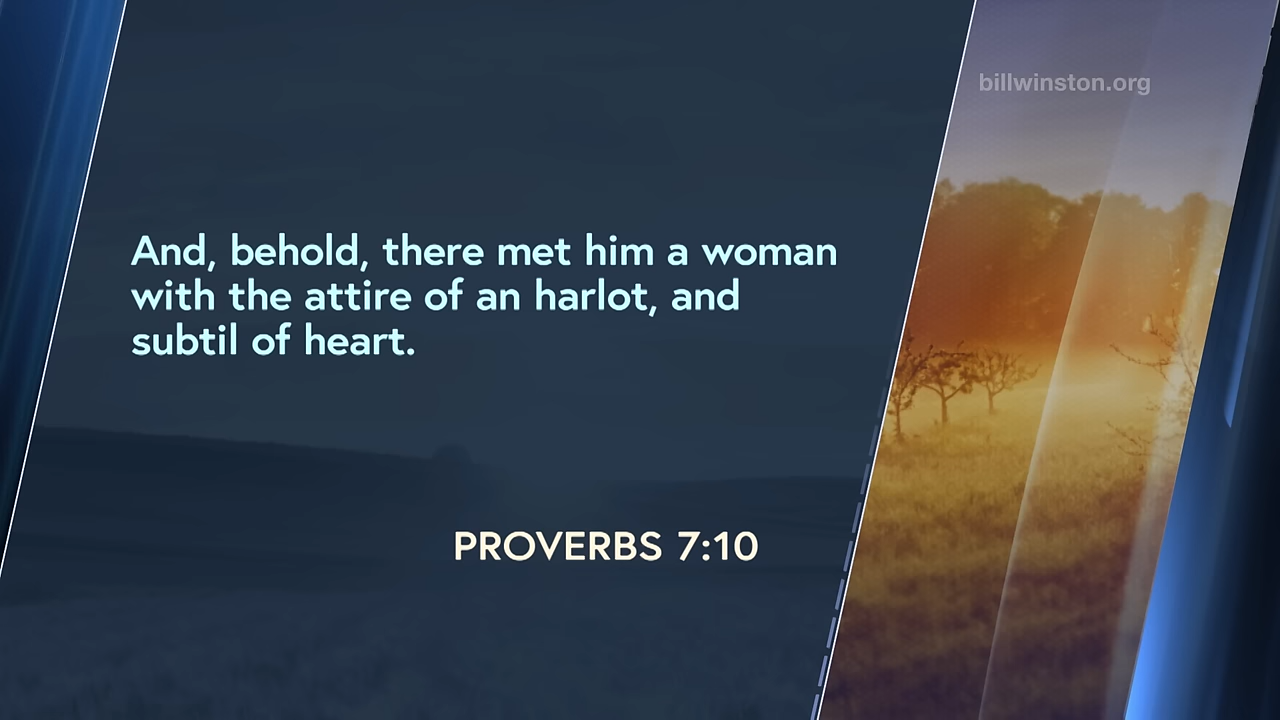 billwinston.org
And, behold, there met him a woman
with the attire of an harlot, and
subtil of heart.
PROVERBS 7:10